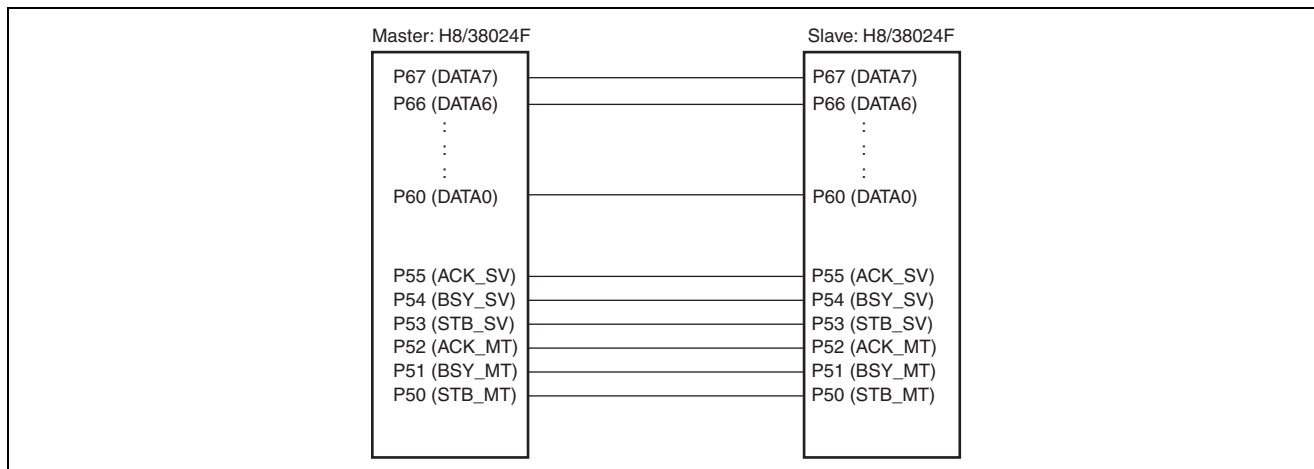 Master: H8/38024F Slave: H8/38024F
P67 (DATA7) P67 (DATA7)
P66 (DATA6) P66 (DATA6)
: :
: :
: :
P60 (DATA0) P60 (DATA0)
P55 (ACK_SV) P55 (ACK_SV)
P54 (BSY_SV) P54 (BSY_SV)
P53 (STB_SV) P53 (STB_SV)
P52 (ACK_MT) P52 (ACK_MT)
P51 (BSY_MT) P51 (BSY_MT)
P50 (STB_MT) P50 (STB_MT)